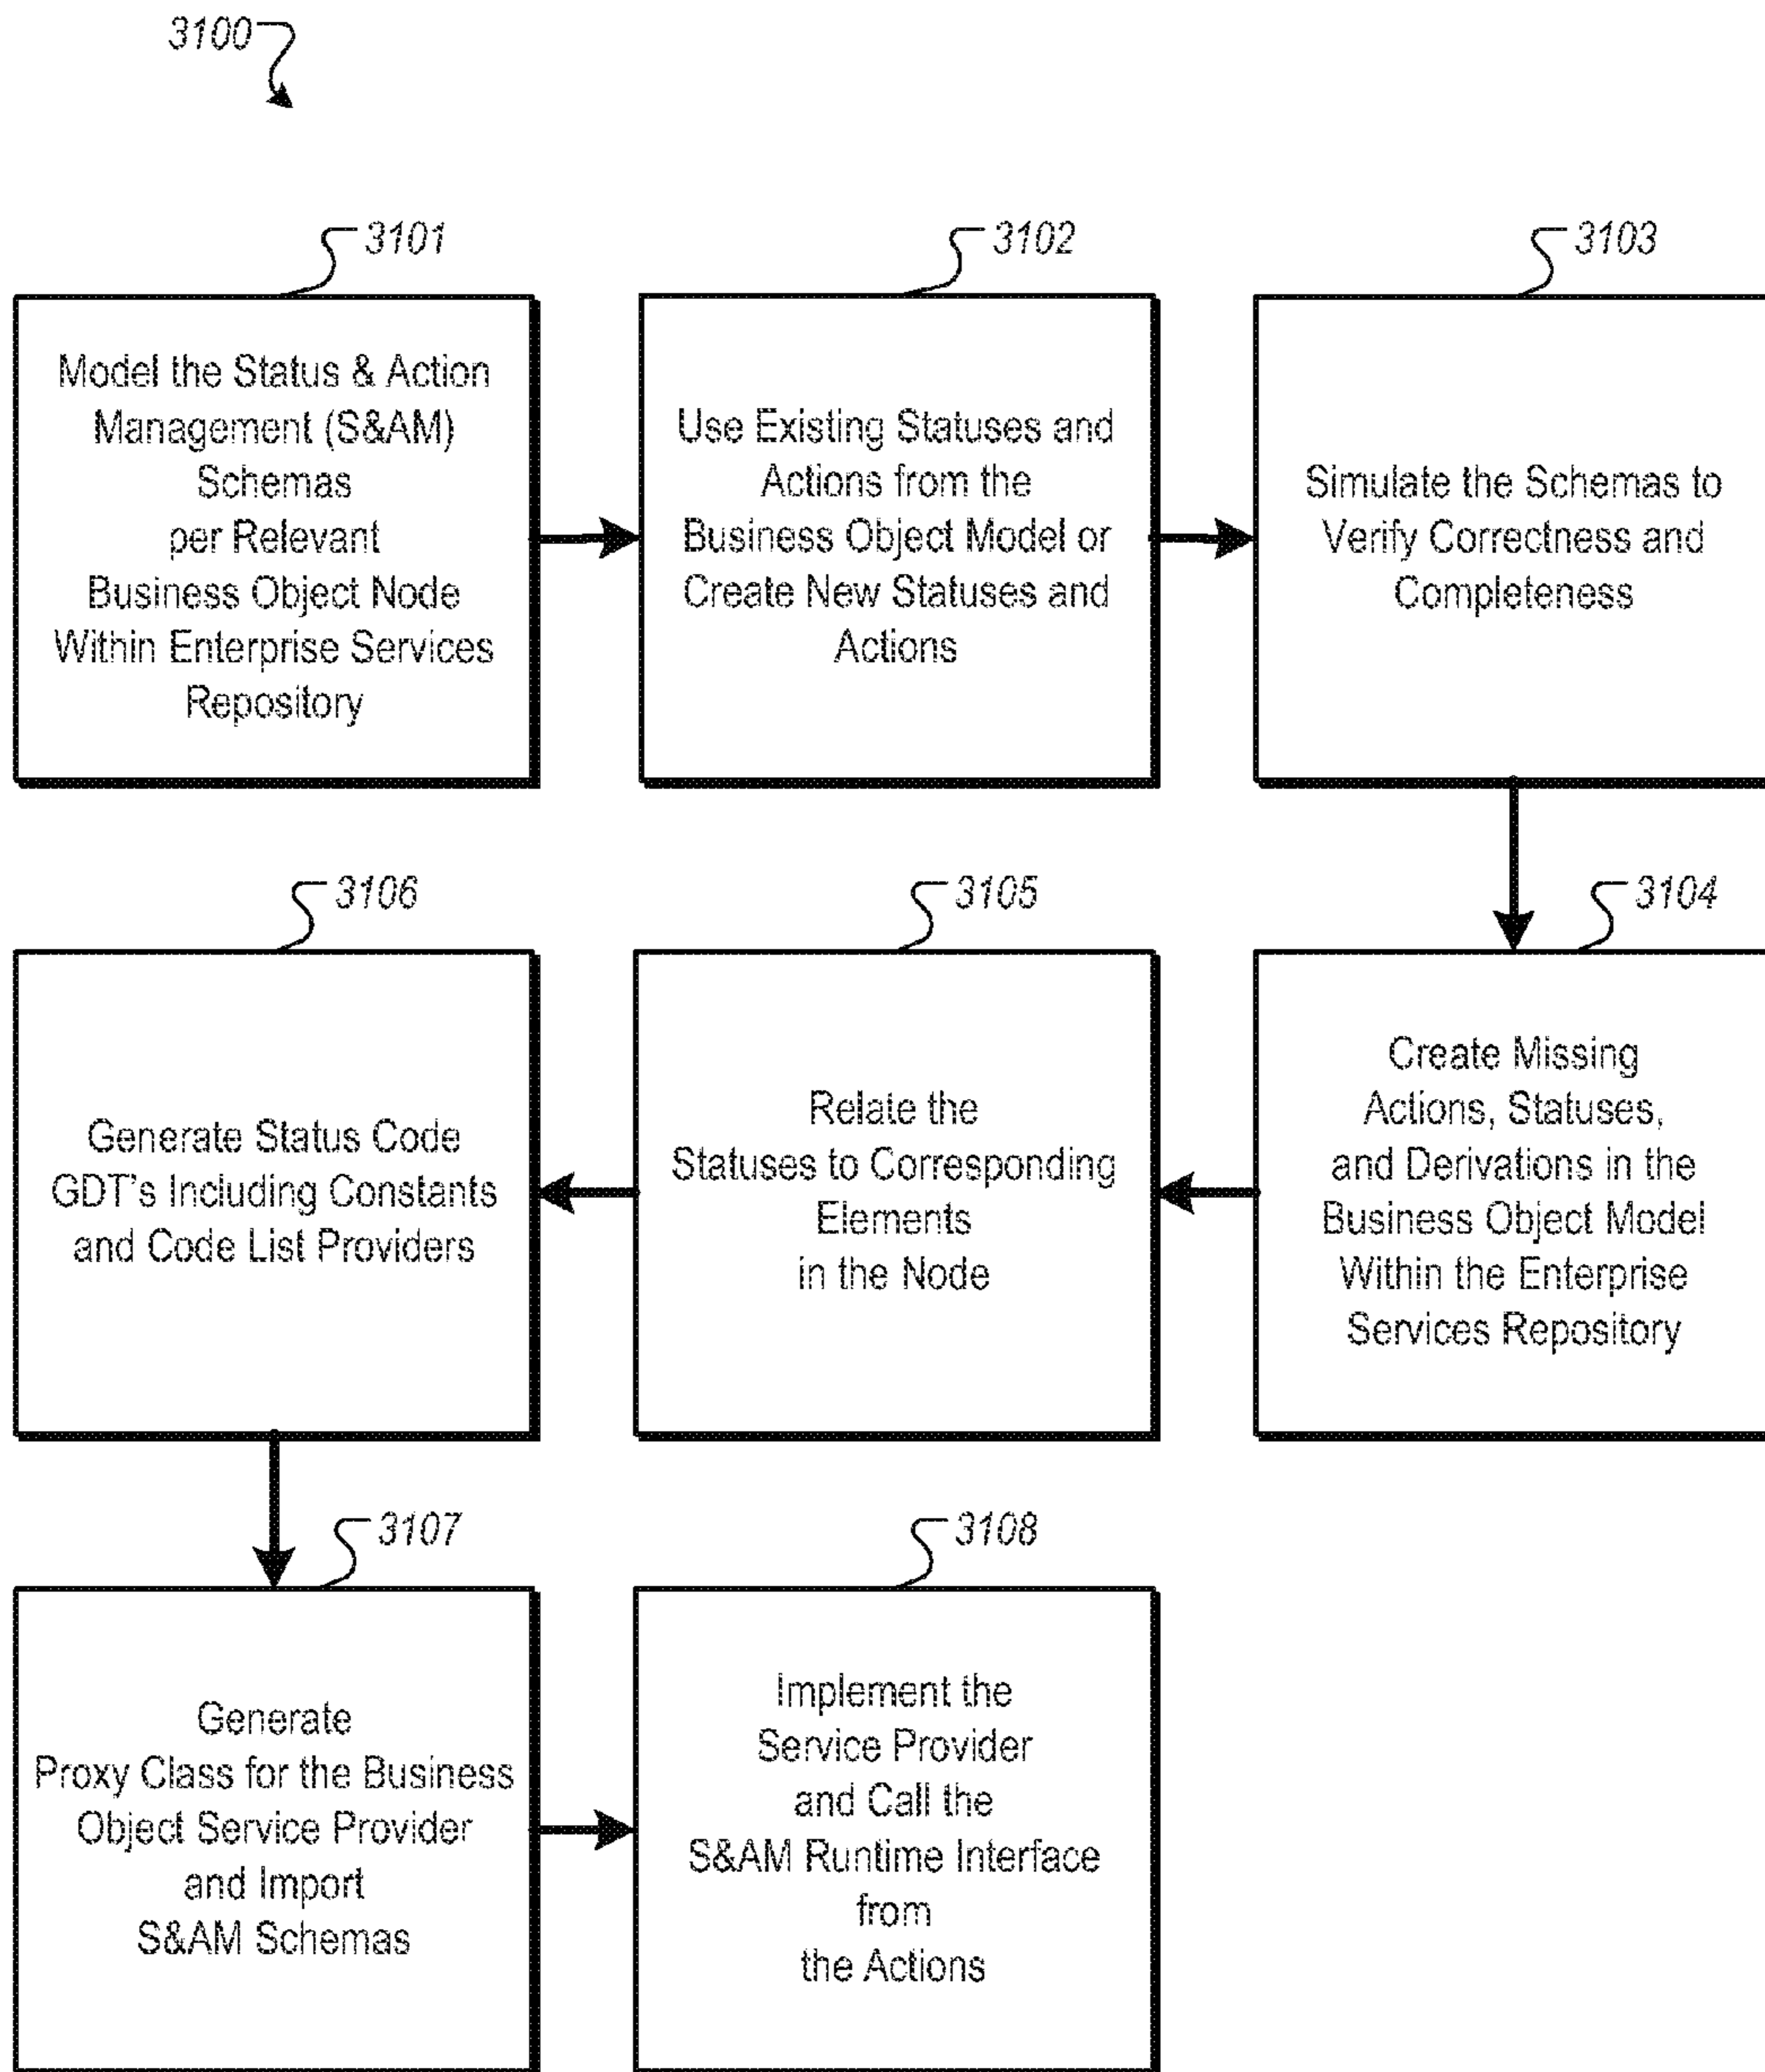 3100
3101
Model the Status & Action
Management (S&AM)
Schemas
per Relevant
Business Object Node
Within Enterprise Services
Repository
3102
Use Existing Statuses and
Actions from the
Business Object Model or
Create New Statuses and
Actions
3103
Simulate the Schemas to
Verify Correctness and
Completeness
3104
Create Missing
Actions, Statuses,
and Derivations in the
Business Object Model
Within the Enterprise
Services Repository
3105
Relate the
Statuses to Corresponding
Elements
in the Node
3106
Generate Status Code
GDT's Including Constants
and Code List Providers
3107
Generate
Proxy Class for the Business
Object Service Provider
and Import
S&AM Schemas
3108
Implement the
Service Provider
and Call the
S&AM Runtime Interface
from
the Actions